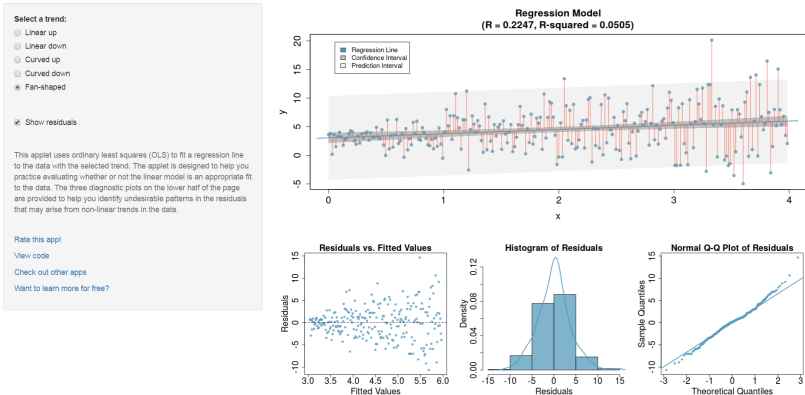 Select a trend:
Linear up
Linear down
Curved up
Curved down
Fan-shaped
Show residuals
This applet uses ordinary least squares (OLS) to fit a regression line
to the data with the selected trend. The applet is designed to help you
practice evaluating whether or not the linear model is an appropriate fit
to the data. The three diagnostic plots on the lower half of the page
are provided to help you identify undesirable patterns in the residuals
that may arise from non-linear trends in the data.
Rate this app!
View code
Check out other apps
Want to learn more for free?
Regression Model
(R = 0.2247, R-squared = 0.0505)
Regression Line
Confidence Interval
Prediction Interval
y
20
15
10
5
0
-5
0 1 2 3 4
x
Residuals vs. Fitted Values
Residuals
15
10
5
0
-5
-10
3.0 3.5 4.0 4.5 5.0 5.5 6.0
Fitted Values
Histogram of Residuals
Density
0.12
0.08
0.04
0.00
-15 -10 -5 0 5 10 15
Residuals
Normal Q-Q Plot of Residuals
Sample Quantiles
15
10
5
0
-5
-10
-3 -2 -1 0 1 2 3
Theoretical Quantiles